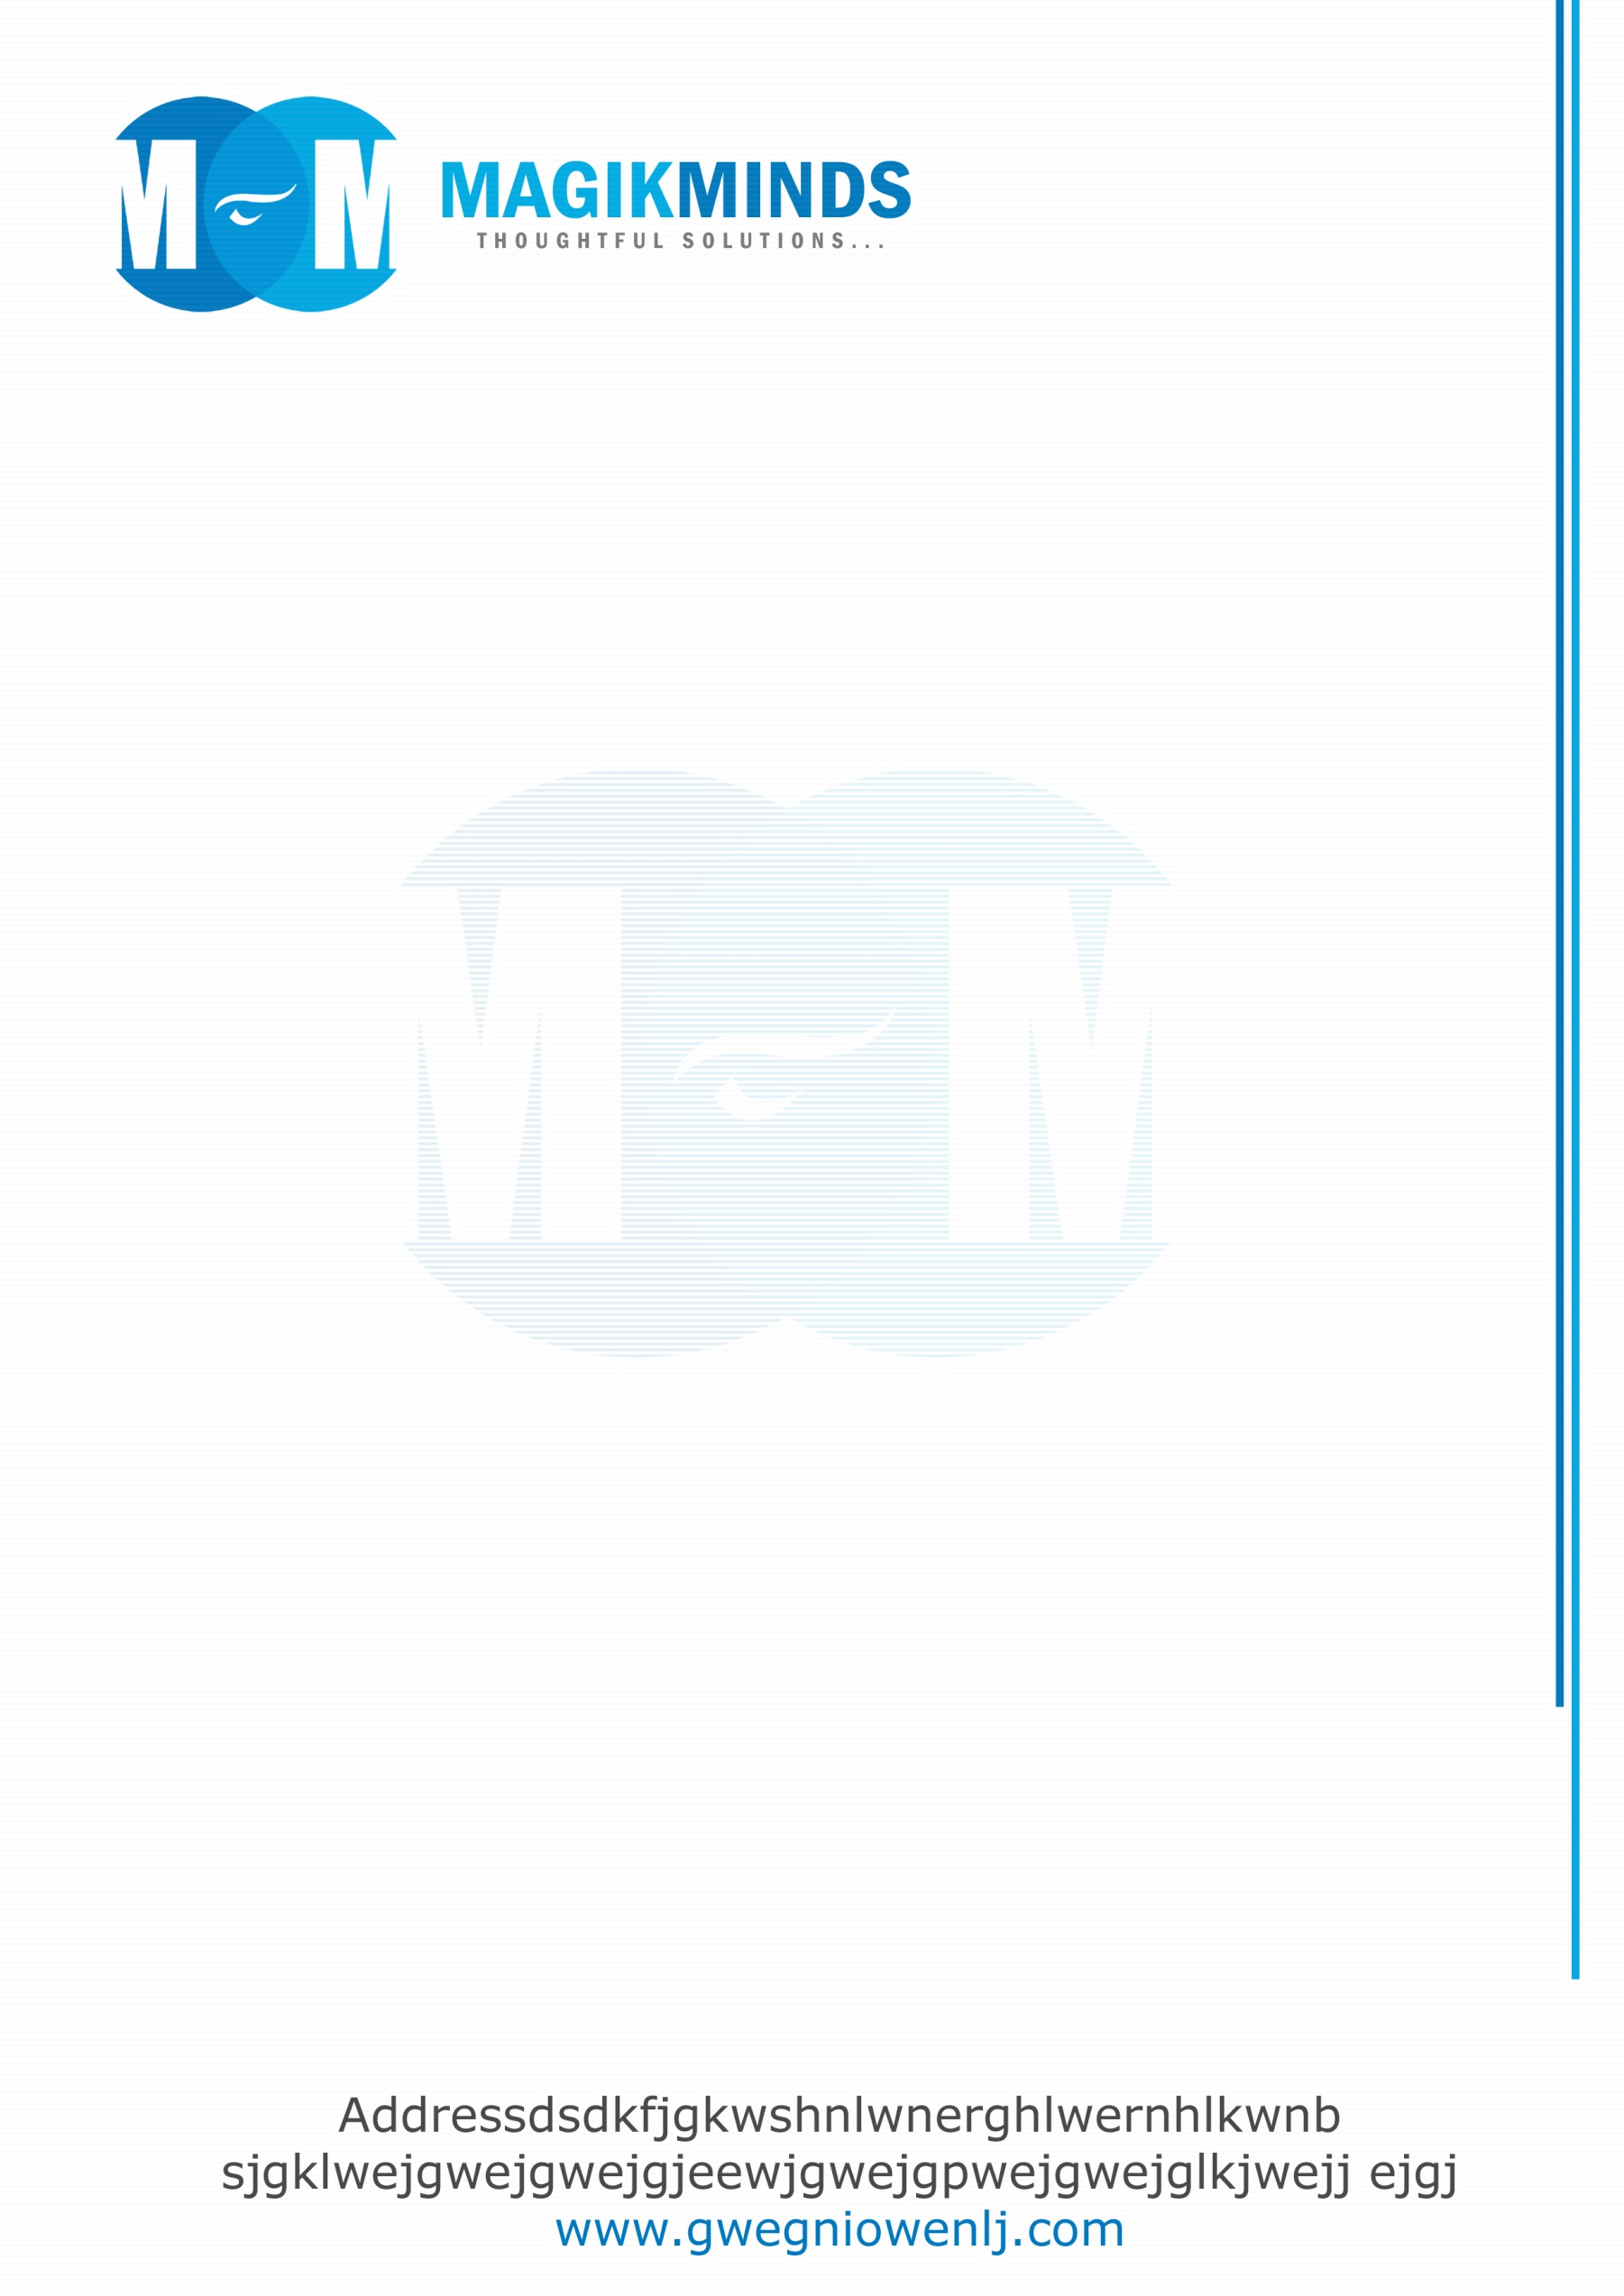 M M
MAGIKMINDS
THOUGHTFUL SOLUTIONS...
M M
Addressdsdkfjgkwshnlwnerghlwernhlkwnb
sjgklwejgwejgwejgjeewjgwejgpwejgwejglkjwejj ejgj
www.gwegniowenlj.com